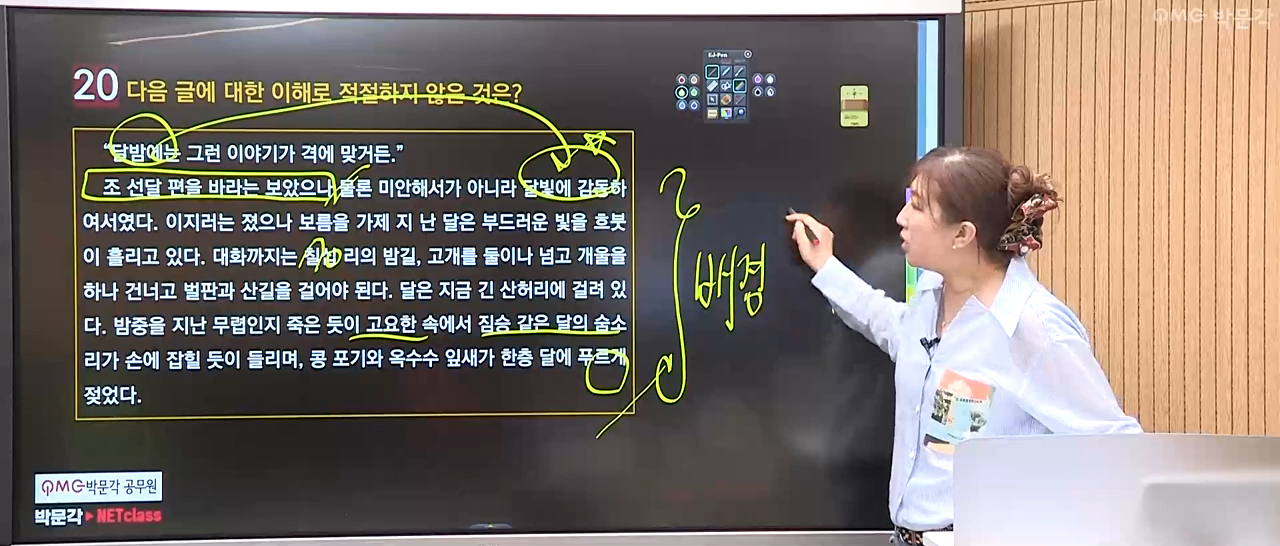 QMG 박문각
EJ-Pen
20 다음 글에 대한 이해로 적절하지 않은 것은?
“달밤에는 그런 이야기가 격에 맞거든.”
조 선달 편을 바라는 보았으나 물론 미안해서가 아니라 달빛에 감동하
여서였다. 이지러는 졌으나 보름을 가제 지 난 달은 부드러운 빛을 흐붓
이 흘리고 있다. 대화까지는 칠십 리의 밤길, 고개를 둘이나 넘고 개울을
하나 건너고 벌판과 산길을 걸어야 된다. 달은 지금 긴 산허리에 걸려 있
다. 밤중을 지난 무렵인지 죽은 듯이 고요한 속에서 짐승 같은 달의 숨소
리가 손에 잡힐 듯이 들리며, 콩 포기와 옥수수 잎새가 한층 달에 푸르게
젖었다.
70
배경
QMG박문각 공무원
박문각 NETclass